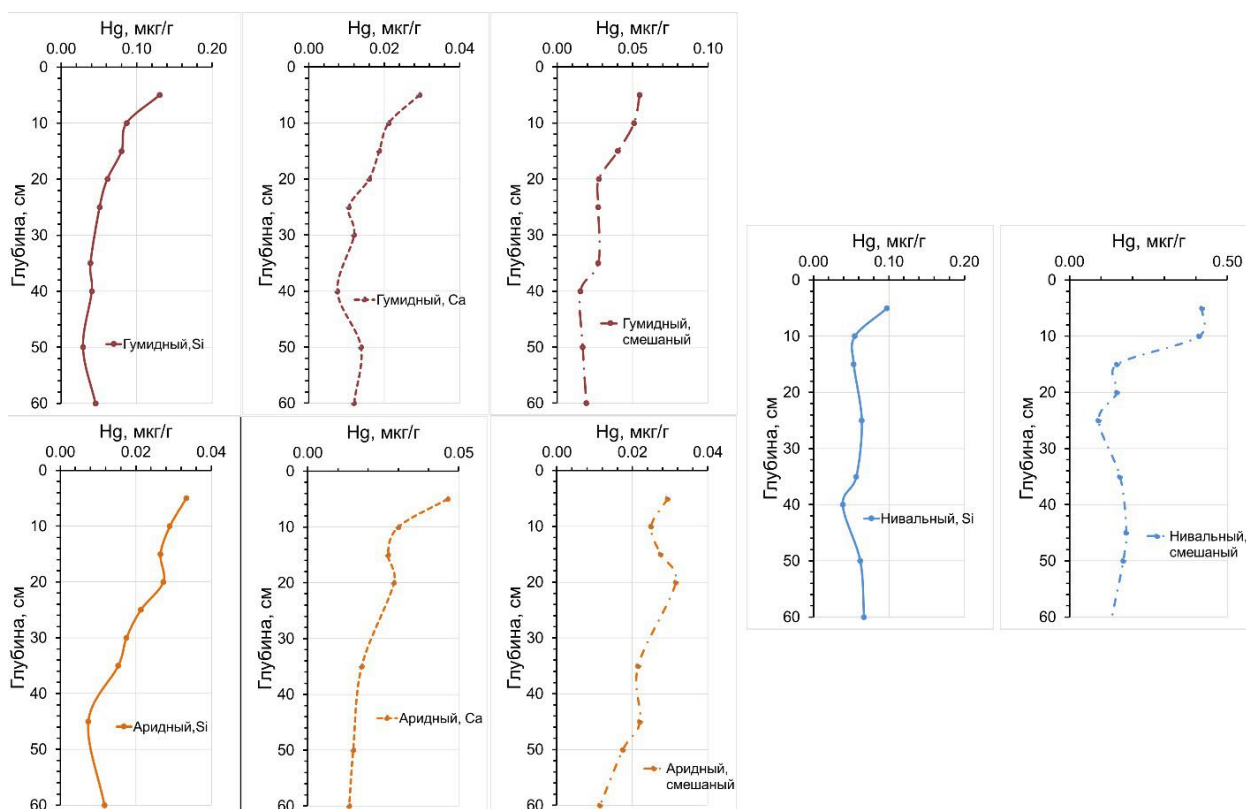 Hg, мкг/г
0.00 0.10 0.20
0
10
20
30
40
50
60
Глубина, см
Гумидный,Si
Hg, мкг/г
0.00 0.02 0.04
0
10
20
30
40
50
60
Глубина, см
Гумидный, Ca
Hg, мкг/г
0.00 0.05 0.10
0
10
20
30
40
50
60
Глубина, см
Гумидный,
смешаный
Hg, мкг/г
0.00 0.02 0.04
0
10
20
30
40
50
60
Глубина, см
Аридный,Si
Hg, мкг/г
0.00 0.05
0
10
20
30
40
50
60
Глубина, см
Аридный, Ca
Hg, мкг/г
0.00 0.02 0.04
0
10
20
30
40
50
60
Глубина, см
Аридный,
смешаный
Hg, мкг/г
0.00 0.10 0.20
0
10
20
30
40
50
60
Глубина, см
Нивальный, Si
Hg, мкг/г
0.00 0.50
0
10
20
30
40
50
60
Глубина, см
Нивальный,
смешаный